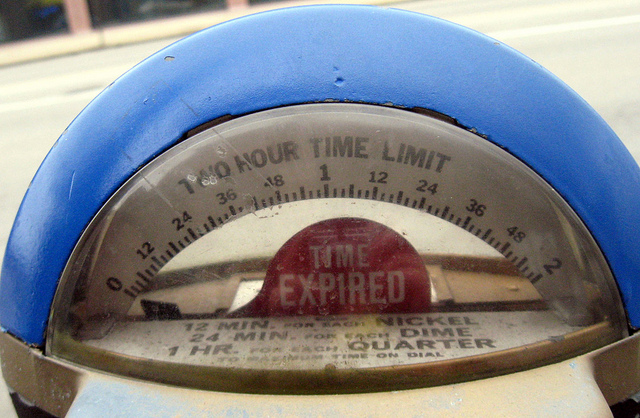 TWO HOUR TIME LIMIT
0 12 24 36 48 1 12 24 36 48 2
TIME
EXPIRED
12 MIN. FOR EACH NICKEL
24 MIN. FOR EACH DIME
1 HR. FOR EACH QUARTER
TO MAXIMUM TIME ON DIAL